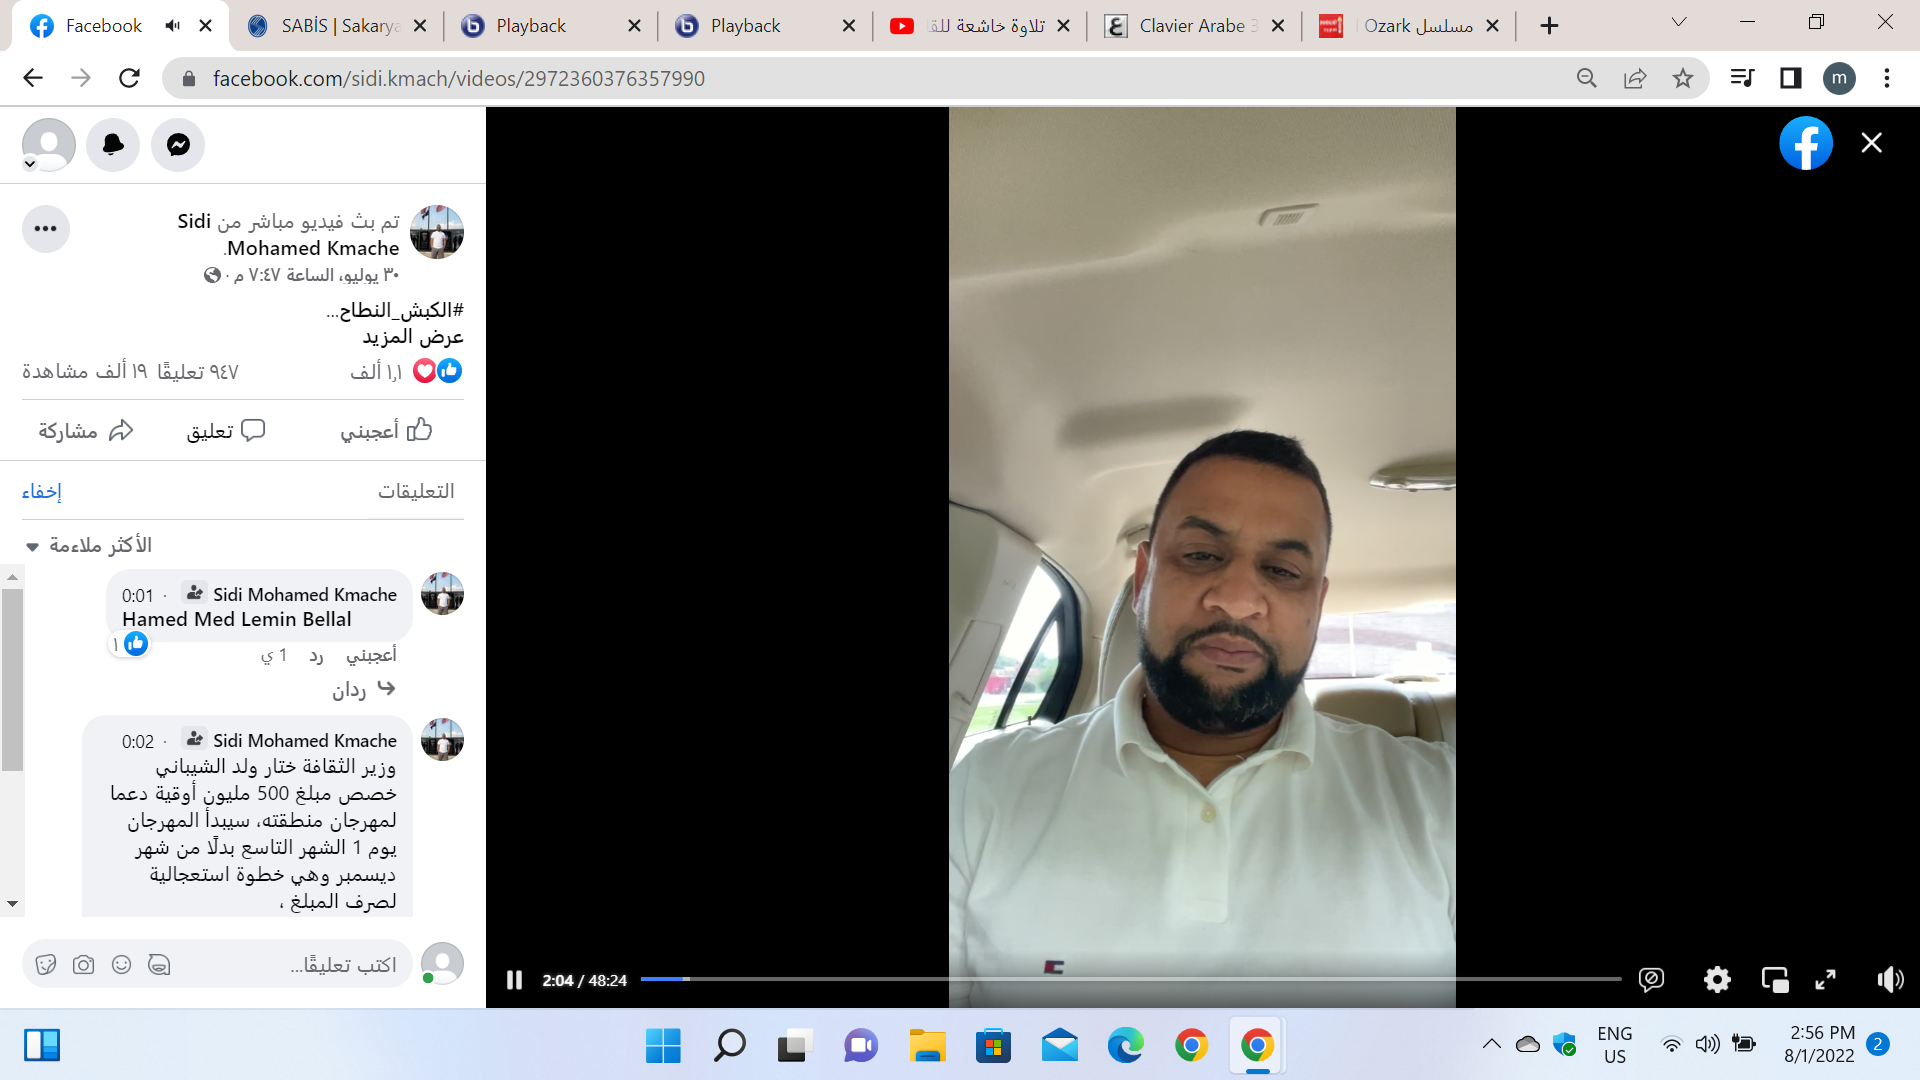 Facebook
SABİS | Sakarya
Playback
Playback
تلاوة خاشعة للقا
Clavier Arabe 3
مسلسل Ozark
facebook.com/sidi.kmach/videos/2972360376357990
m
تم بث فيديو مباشر من Sidi
Mohamed Kmache.
٣٠ يوليو، الساعة ٧:٤٧ م ·
#الكبش_النطاح...
عرض المزيد
١٫١ ألف
٩٤٧ تعليقًا ١٩ ألف مشاهدة
أعجبني
تعليق
مشاركة
التعليقات
إخفاء
الأكثر ملاءمة
Sidi Mohamed Kmache · 0:01
Hamed Med Lemin Bellal
١
أعجبني رد 1 ي
ردان
Sidi Mohamed Kmache · 0:02
وزير الثقافة ختار ولد الشيباني
خصص مبلغ 500 مليون أوقية دعما
لمهرجان منطقته، سيبدأ المهرجان
يوم 1 الشهر التاسع بدلًا من شهر
ديسمبر وهي خطوة استعجالية
لصرف المبلغ ،
اكتب تعليقًا...
2:04 / 48:24
ENG
US
2:56 PM
8/1/2022
2